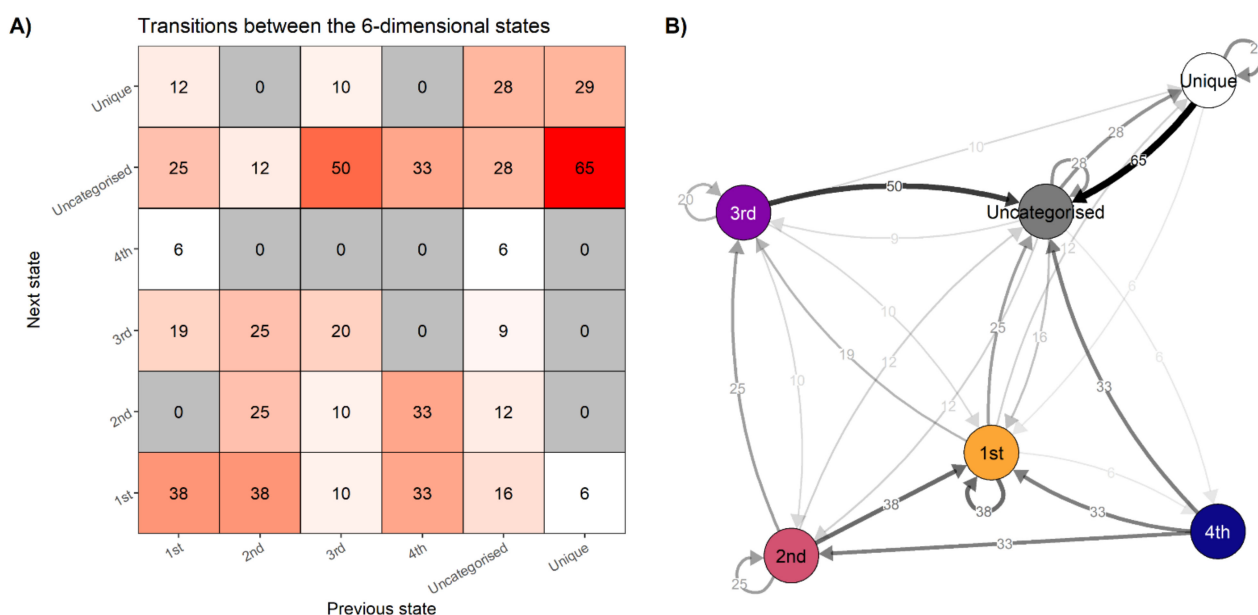 A)
Transitions between the 6-dimensional states
Next state
Unique 12 0 10 0 28 29
Uncategorised 25 12 50 33 28 65
4th 6 0 0 0 6 0
3rd 19 25 20 0 9 0
2nd 0 25 10 33 12 0
1st 38 38 10 33 16 6
1st 2nd 3rd 4th Uncategorised Unique
Previous state
B)
Unique
28
10
28
65
20
3rd
50
Uncategorised
9
12
6
10
25
16
19
12
6
25
10
33
12
1st
6
38
38
33
4th
2nd
33
25